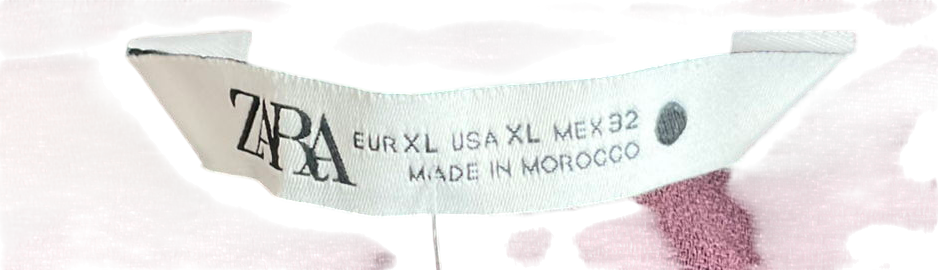 ZARA EUR XL USA XL MEX 32
MADE IN MOROCCO